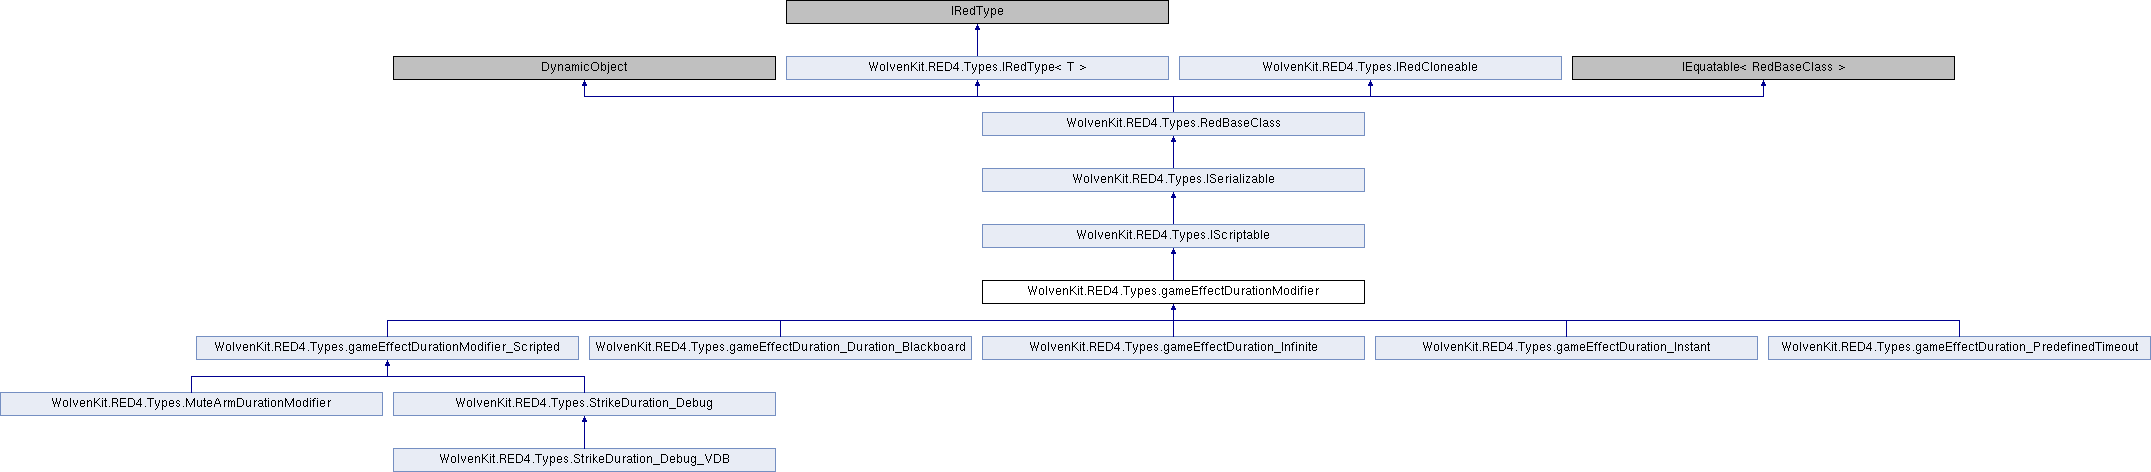 IRedType
DynamicObject
WolvenKit.RED4.Types.IRedType< T >
WolvenKit.RED4.Types.IRedCloneable
IEquatable< RedBaseClass >
WolvenKit.RED4.Types.RedBaseClass
WolvenKit.RED4.Types.ISerializable
WolvenKit.RED4.Types.IScriptable
WolvenKit.RED4.Types.gameEffectDurationModifier
WolvenKit.RED4.Types.gameEffectDurationModifier_Scripted
WolvenKit.RED4.Types.gameEffectDuration_Duration_Blackboard
WolvenKit.RED4.Types.gameEffectDuration_Infinite
WolvenKit.RED4.Types.gameEffectDuration_Instant
WolvenKit.RED4.Types.gameEffectDuration_PredefinedTimeout
WolvenKit.RED4.Types.MuteArmDurationModifier
WolvenKit.RED4.Types.StrikeDuration_Debug
WolvenKit.RED4.Types.StrikeDuration_Debug_VDB